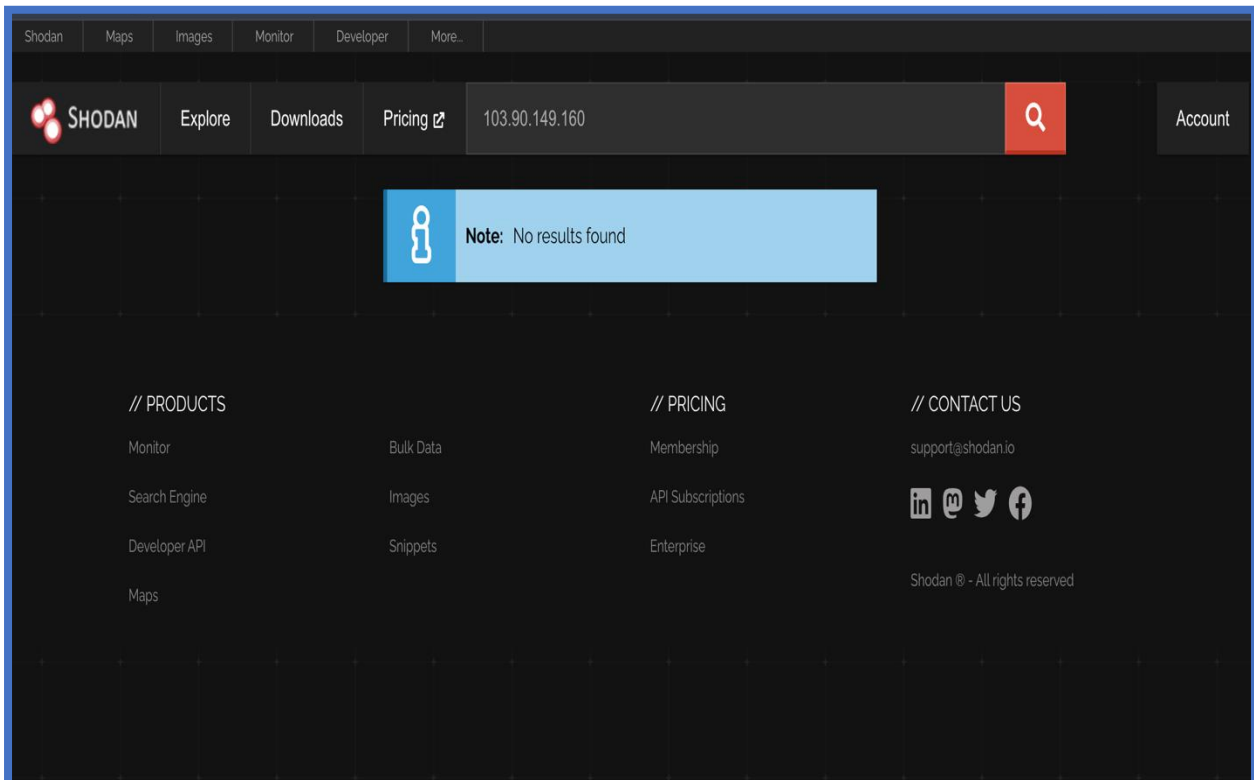 Shodan Maps Images Monitor Developer More...
SHODAN Explore Downloads Pricing 103.90.149.160 Account
Note: No results found
// PRODUCTS // PRICING // CONTACT US
Monitor Bulk Data Membership support@shodan.io
Search Engine Images API Subscriptions
Developer API Snippets Enterprise
Shodan ® - All rights reserved
Maps